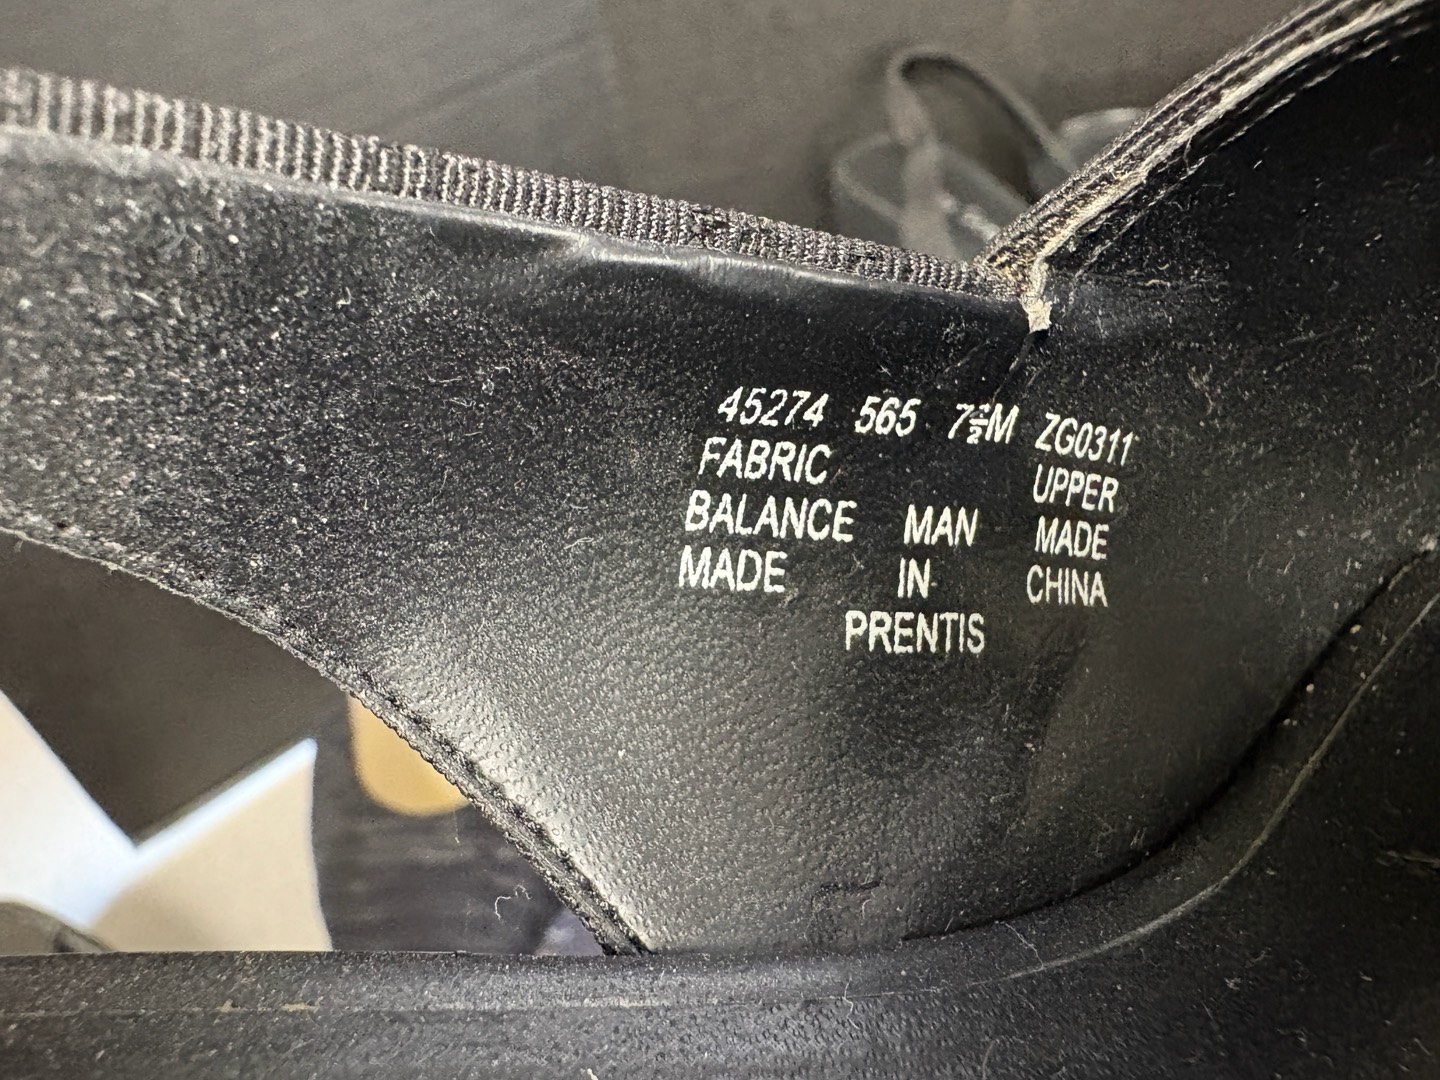 45274 565 7½M ZG0311
FABRIC UPPER
BALANCE MAN MADE
MADE IN CHINA
PRENTIS